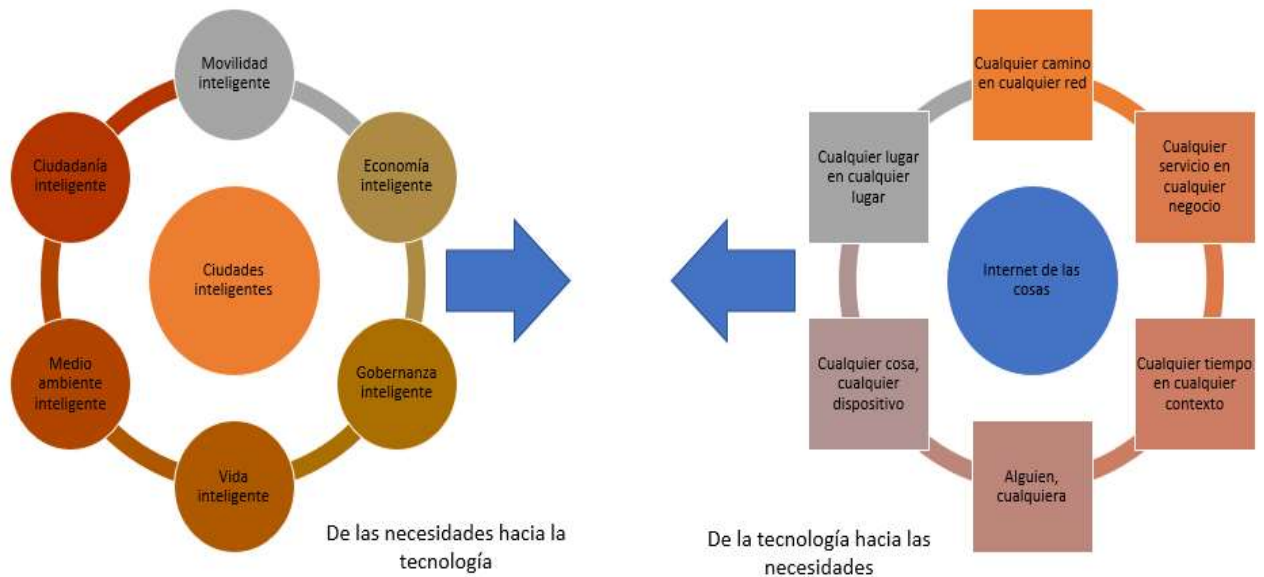 Movilidad
inteligente
Economía
inteligente
Gobernanza
inteligente
Vida
inteligente
Medio
ambiente
inteligente
Ciudadanía
inteligente
Ciudades
inteligentes
De las necesidades hacia la
tecnología
Cualquier camino
en cualquier red
Cualquier
servicio en
cualquier
negocio
Cualquier tiempo
en cualquier
contexto
Alguien,
cualquiera
Cualquier cosa,
cualquier
dispositivo
Cualquier lugar
en cualquier
lugar
Internet de las
cosas
De la tecnología hacia las
necesidades